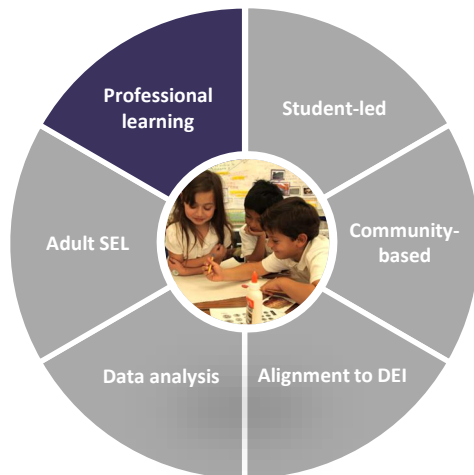 Professional
learning
Student-led
Adult SEL
Community-
based
Data analysis
Alignment to DEI